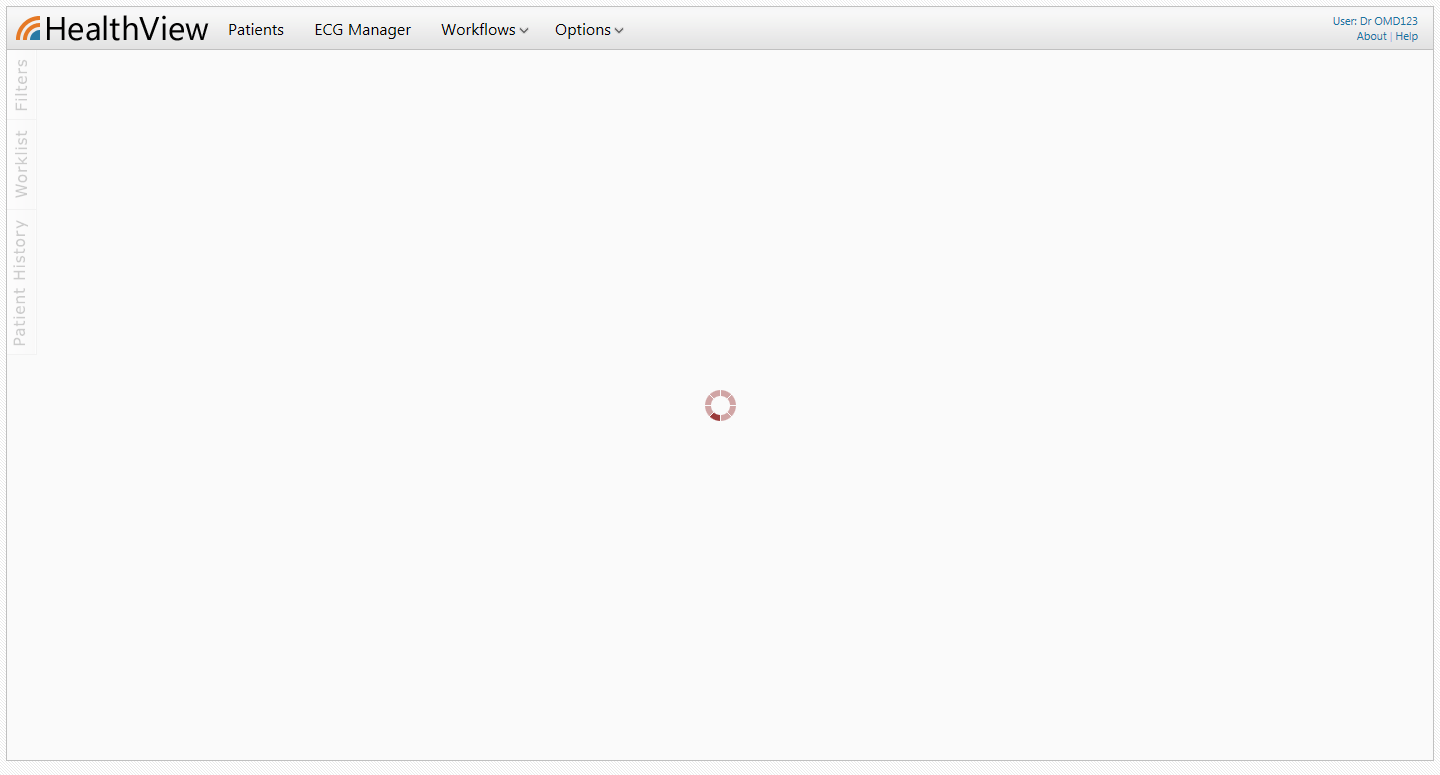 HealthView Patients ECG Manager Workflows Options
User: Dr OMD123
About | Help
Filters
Worklist
Patient History